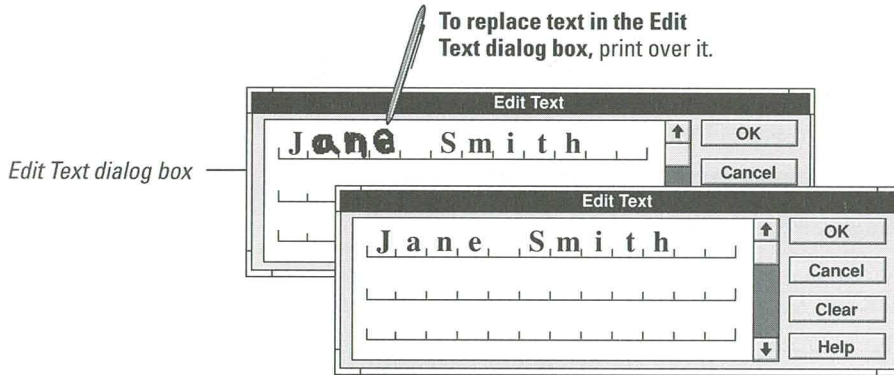 To replace text in the Edit
Text dialog box, print over it.
Edit Text
Jane Smith
OK
Cancel
Edit Text dialog box
Edit Text
Jane Smith
OK
Cancel
Clear
Help